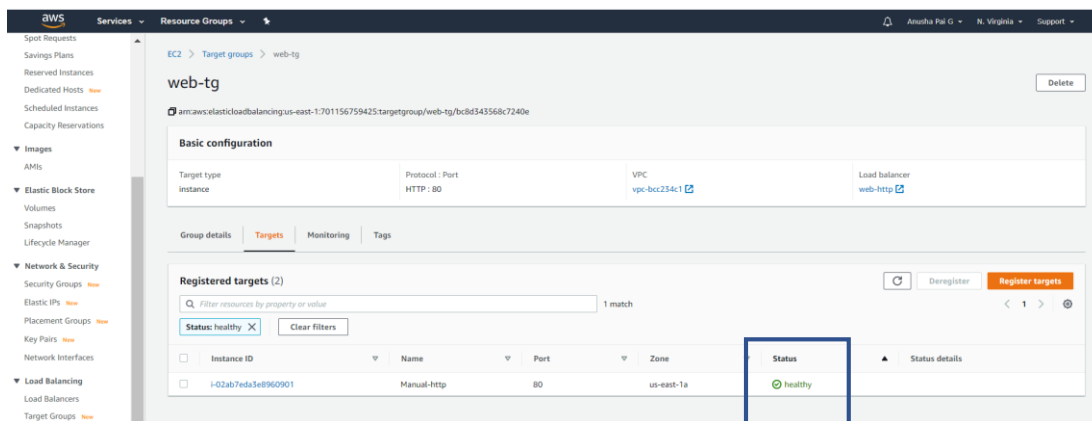 aws Services Resource Groups Anusha Pai G N. Virginia Support
Spot Requests
Savings Plans
Reserved Instances
Dedicated Hosts New
Scheduled Instances
Capacity Reservations
Images
AMIs
Elastic Block Store
Volumes
Snapshots
Lifecycle Manager
Network & Security
Security Groups New
Elastic IPs New
Placement Groups New
Key Pairs New
Network Interfaces
Load Balancing
Load Balancers
Target Groups New
EC2 > Target groups > web-tg
web-tg
Delete
arn:aws:elasticloadbalancing:us-east-1:701156759425:targetgroup/web-tg/bc8d343568c7240e
Basic configuration
Target type Protocol : Port VPC Load balancer
instance HTTP : 80 vpc-bcc234c1 web-http
Group details Targets Monitoring Tags
Registered targets (2) Deregister Register targets
Filter resources by property or value 1 match < 1 >
Status: healthy X Clear filters
Instance ID Name Port Zone Status Status details
i-02ab7eda3e8960901 Manual-http 80 us-east-1a healthy